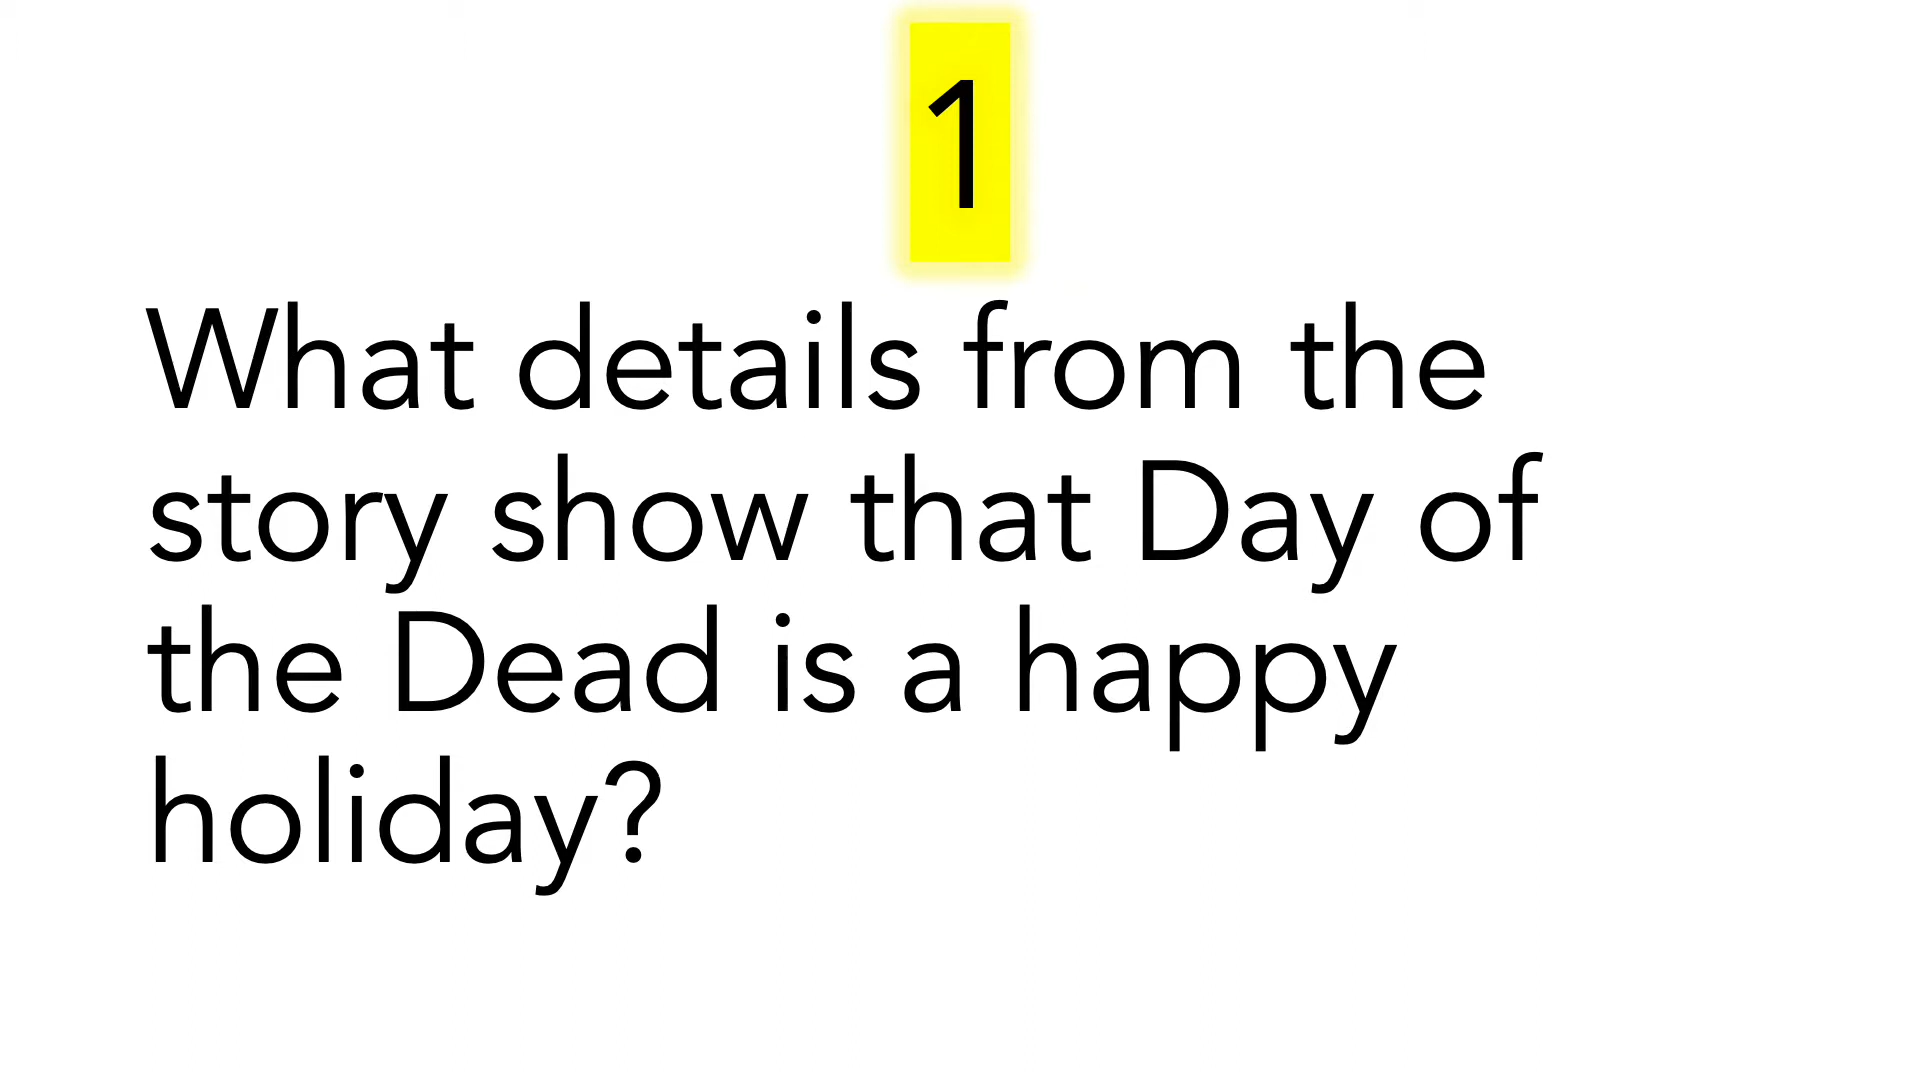 1
What details from the
story show that Day of
the Dead is a happy
holiday?